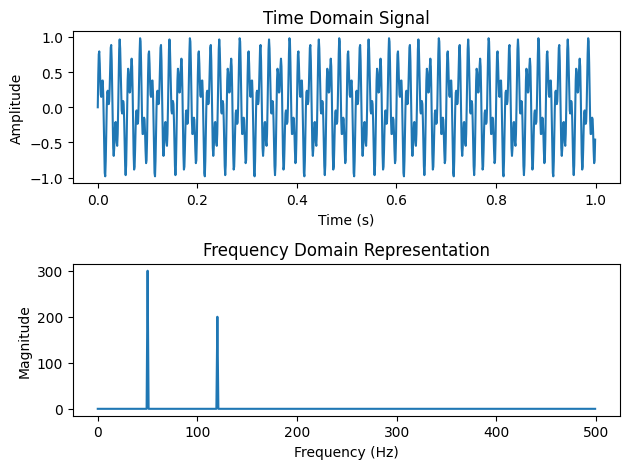 Time Domain Signal
1.0
0.5
0.0
−0.5
−1.0
Amplitude
0.0 0.2 0.4 0.6 0.8 1.0
Time (s)
Frequency Domain Representation
300
200
100
0
Magnitude
0 100 200 300 400 500
Frequency (Hz)